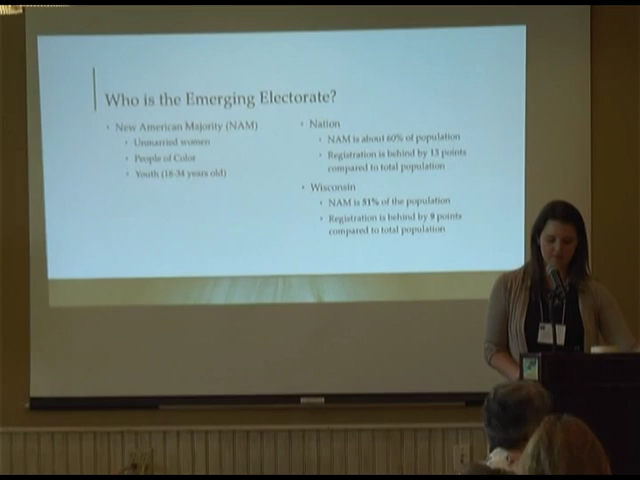 Who is the Emerging Electorate?
• New American Majority (NAM)
• Unmarried women
• People of Color
• Youth (18-34 years old)
• Nation
• NAM is about 60% of population
• Registration is behind by 13 points
compared to total population
• Wisconsin
• NAM is 51% of the population
• Registration is behind by 9 points
compared to total population